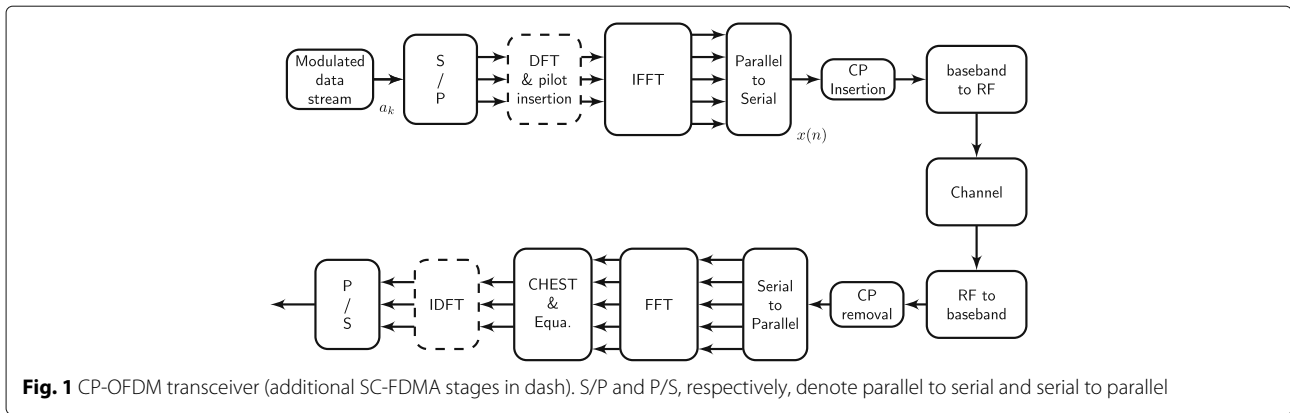 Modulated
data
stream
a_k
S
/
P
DFT
& pilot
insertion
IFFT
Parallel
to
Serial
x(n)
CP
Insertion
baseband
to RF
Channel
RF to
baseband
CP
removal
Serial
to
Parallel
FFT
CHEST
&
Equa.
IDFT
P
/
S
Fig. 1 CP-OFDM transceiver (additional SC-FDMA stages in dash). S/P and P/S, respectively, denote parallel to serial and serial to parallel